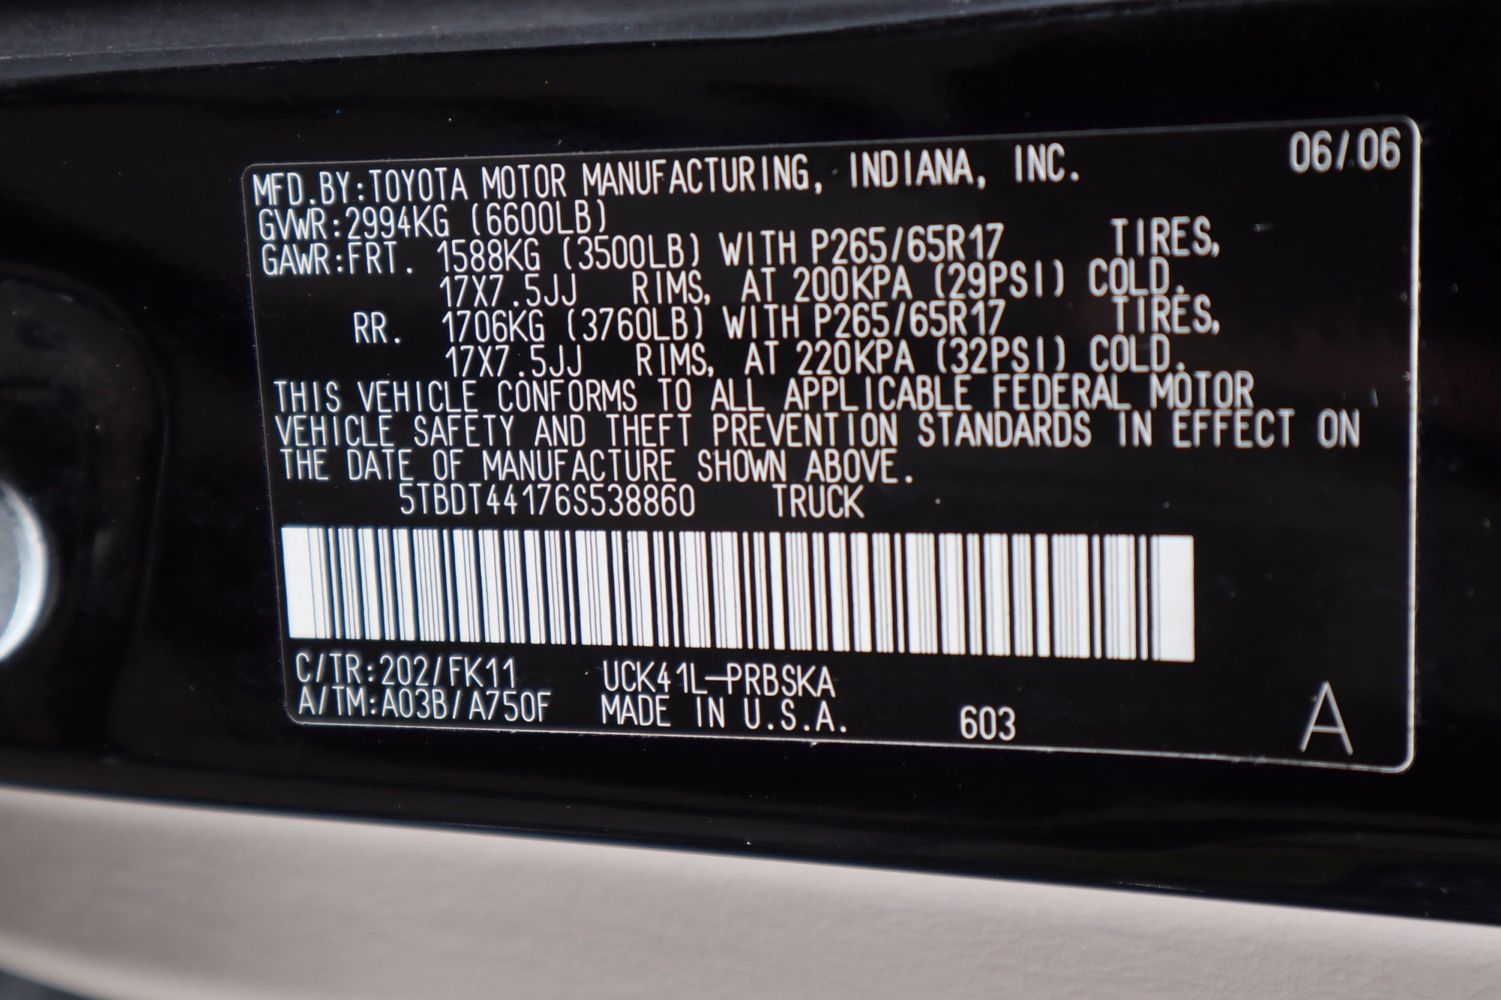 06/06
MFD.BY:TOYOTA MOTOR MANUFACTURING, INDIANA, INC.
GVWR:2994KG (6600LB)
GAWR:FRT. 1588KG (3500LB) WITH P265/65R17 TIRES,
17X7.5JJ RIMS, AT 200KPA (29PSI) COLD.
RR. 1706KG (3760LB) WITH P265/65R17 TIRES,
17X7.5JJ RIMS, AT 220KPA (32PSI) COLD.
THIS VEHICLE CONFORMS TO ALL APPLICABLE FEDERAL MOTOR
VEHICLE SAFETY AND THEFT PREVENTION STANDARDS IN EFFECT ON
THE DATE OF MANUFACTURE SHOWN ABOVE.
5TBDT44176S538860 TRUCK
C/TR:202/FK11 UCK41L-PRBSKA
A/TM:A03B/A750F MADE IN U.S.A. 603 A